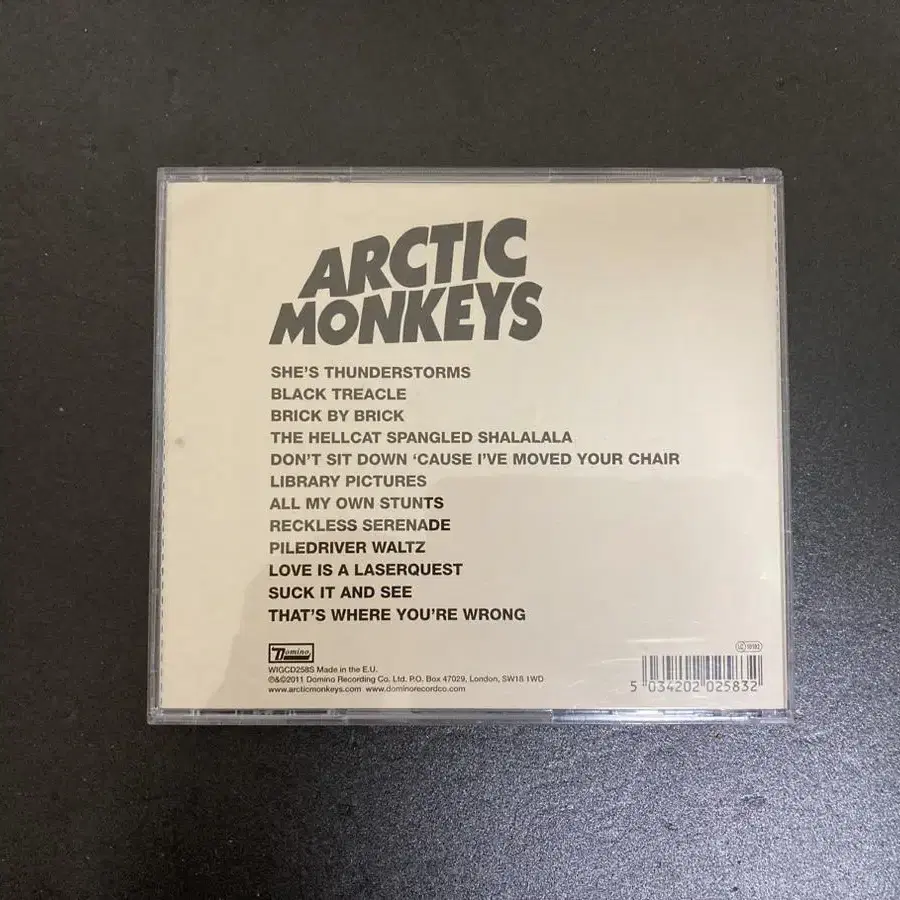 ARCTIC
MONKEYS
SHE'S THUNDERSTORMS
BLACK TREACLE
BRICK BY BRICK
THE HELLCAT SPANGLED SHALALALA
DON'T SIT DOWN ‘CAUSE I'VE MOVED YOUR CHAIR
LIBRARY PICTURES
ALL MY OWN STUNTS
RECKLESS SERENADE
PILEDRIVER WALTZ
LOVE IS A LASERQUEST
SUCK IT AND SEE
THAT'S WHERE YOU'RE WRONG
Domino
WIGCD258S Made in the E.U.
℗&©2011 Domino Recording Co. Ltd. P.O. Box 47029, London, SW18 1WD
www.arcticmonkeys.com www.dominorecordco.com
5 034202 025832